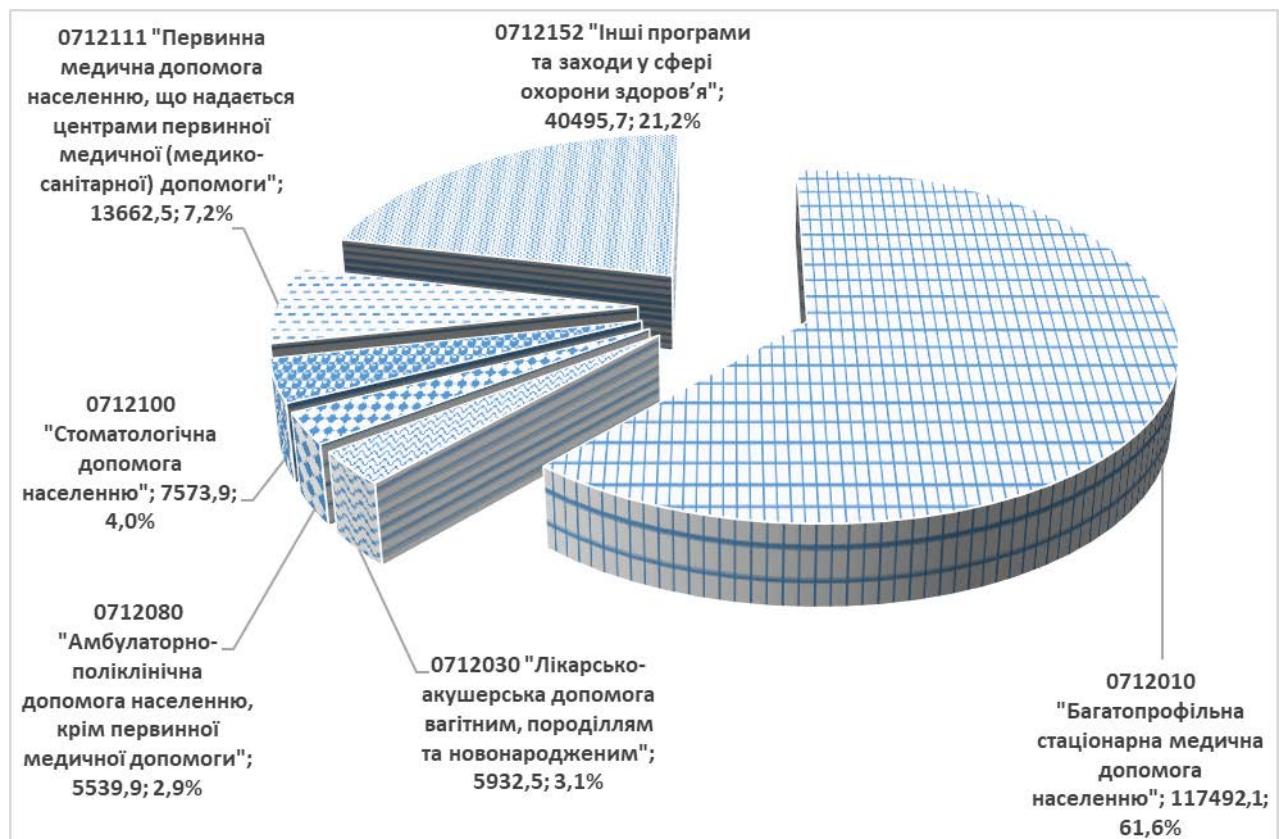 0712111 "Первинна
медична допомога
населенню, що надається
центрами первинної
медичної (медико-
санітарної) допомоги";
13662,5; 7,2%
0712152 "Інші програми
та заходи у сфері
охорони здоров’я";
40495,7; 21,2%
0712100
"Стоматологічна
допомога
населенню"; 7573,9;
4,0%
0712080
"Амбулаторно-
поліклінічна
допомога населенню,
крім первинної
медичної допомоги";
5539,9; 2,9%
0712030 "Лікарсько-
акушерська допомога
вагітним, породіллям
та новонародженим";
5932,5; 3,1%
0712010
"Багатопрофільна
стаціонарна медична
допомога
населенню"; 117492,1;
61,6%